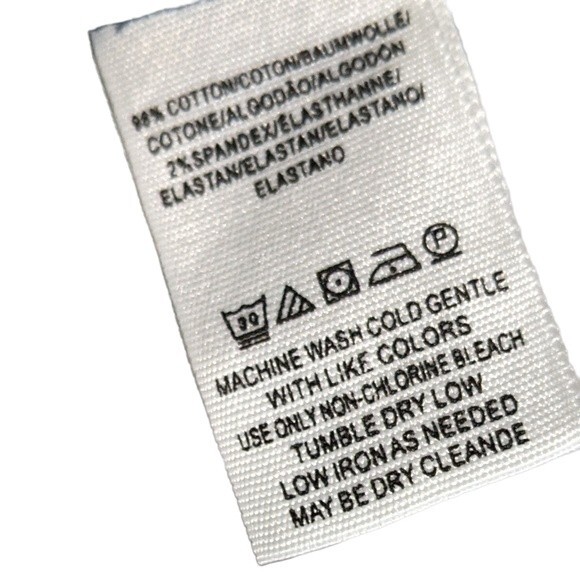 98% COTTON/COTON/BAUMWOLLE/
COTONE/ALGODÃO/ALGODÓN
2%SPANDEX/ÉLASTHANNE/
ELASTAN/ELASTAN/ELASTANO/
ELASTANO
30 P
MACHINE WASH COLD GENTLE
WITH LIKE COLORS
USE ONLY NON-CHLORINE BLEACH
TUMBLE DRY LOW
LOW IRON AS NEEDED
MAY BE DRY CLEANDE